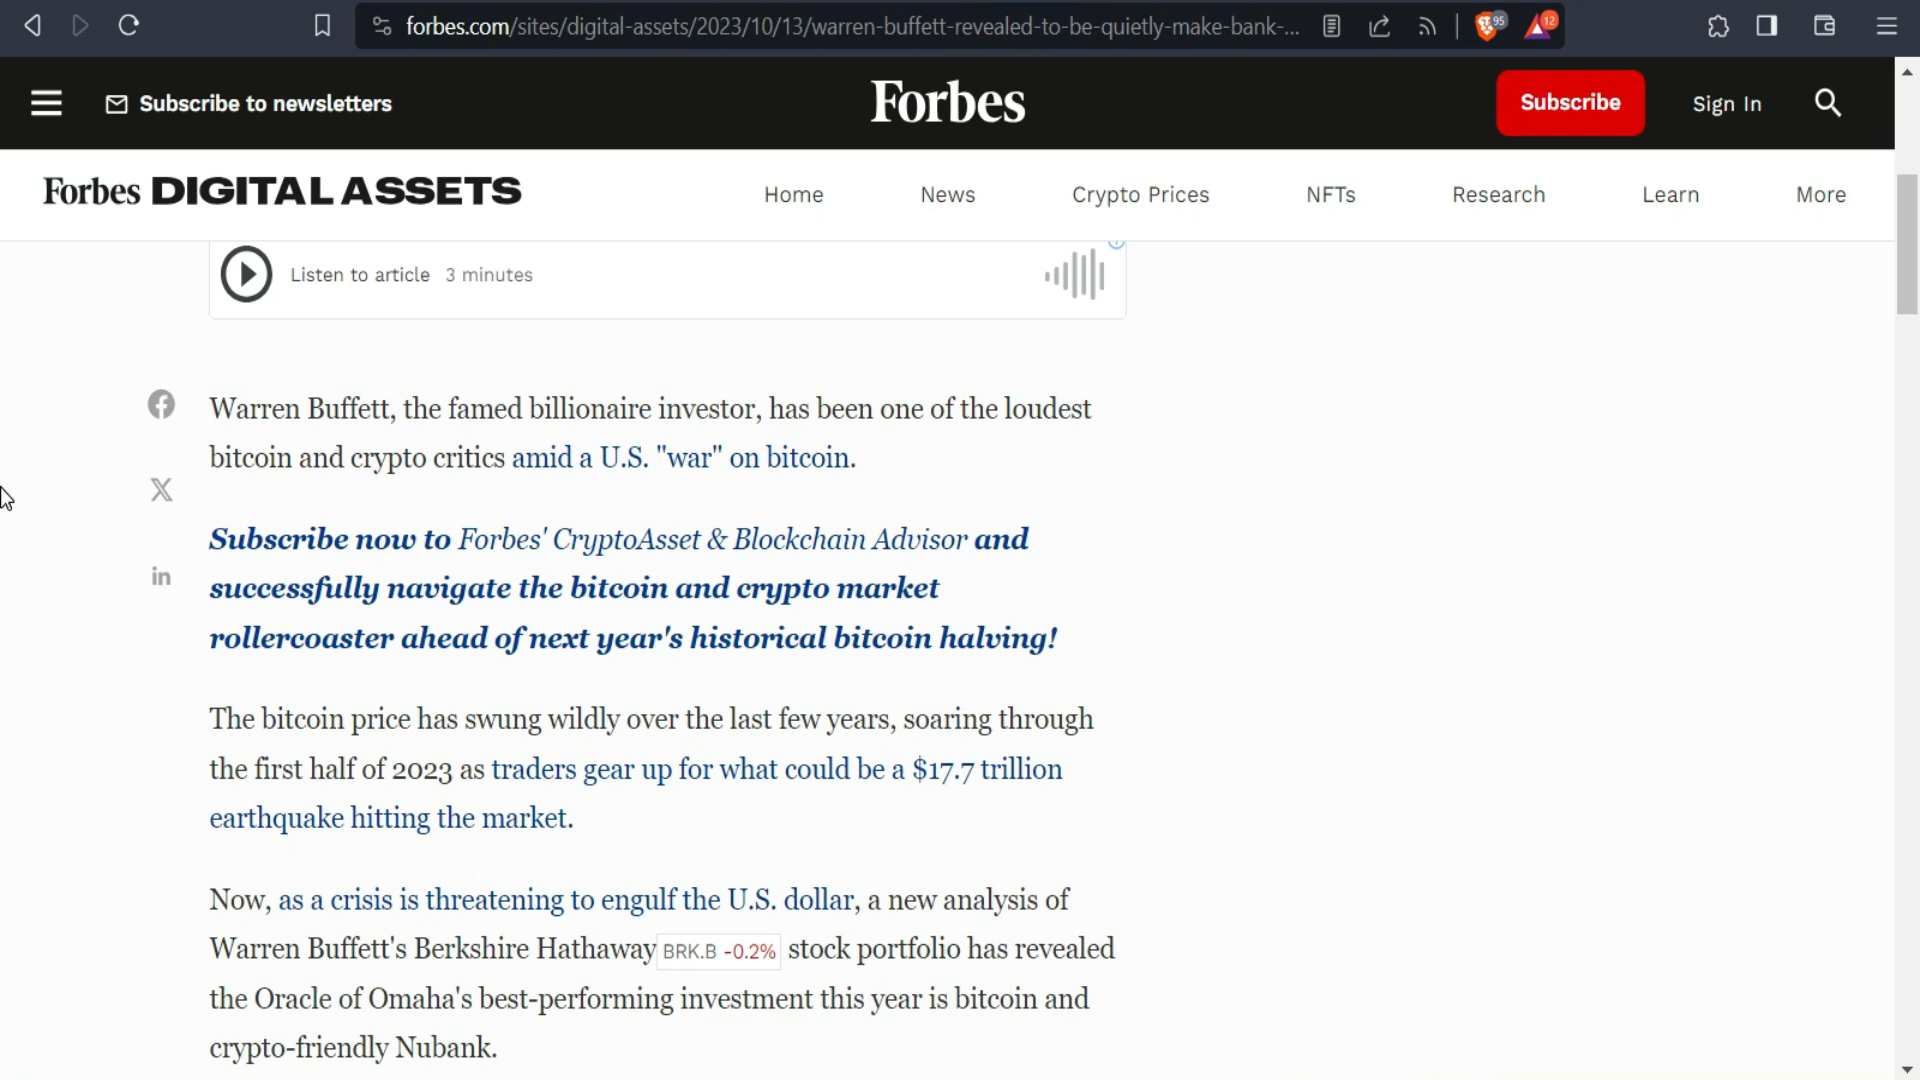 forbes.com/sites/digital-assets/2023/10/13/warren-buffett-revealed-to-be-quietly-make-bank-...
95
12
Subscribe to newsletters
Forbes
Subscribe
Sign In
Forbes DIGITAL ASSETS
Home
News
Crypto Prices
NFTs
Research
Learn
More
Listen to article 3 minutes
Warren Buffett, the famed billionaire investor, has been one of the loudest
bitcoin and crypto critics amid a U.S. "war" on bitcoin.
Subscribe now to Forbes' CryptoAsset & Blockchain Advisor and
successfully navigate the bitcoin and crypto market
rollercoaster ahead of next year's historical bitcoin halving!
The bitcoin price has swung wildly over the last few years, soaring through
the first half of 2023 as traders gear up for what could be a $17.7 trillion
earthquake hitting the market.
Now, as a crisis is threatening to engulf the U.S. dollar, a new analysis of
Warren Buffett's Berkshire Hathaway BRK.B -0.2% stock portfolio has revealed
the Oracle of Omaha's best-performing investment this year is bitcoin and
crypto-friendly Nubank.